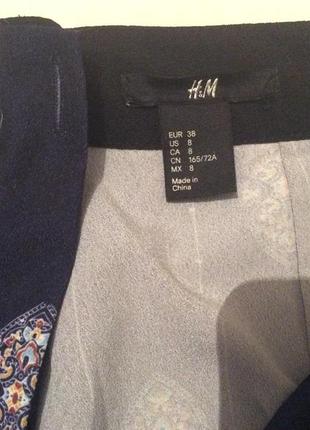 H&M
EUR 38
US 8
CA 8
CN 165/72A
MX 8
Made in
China